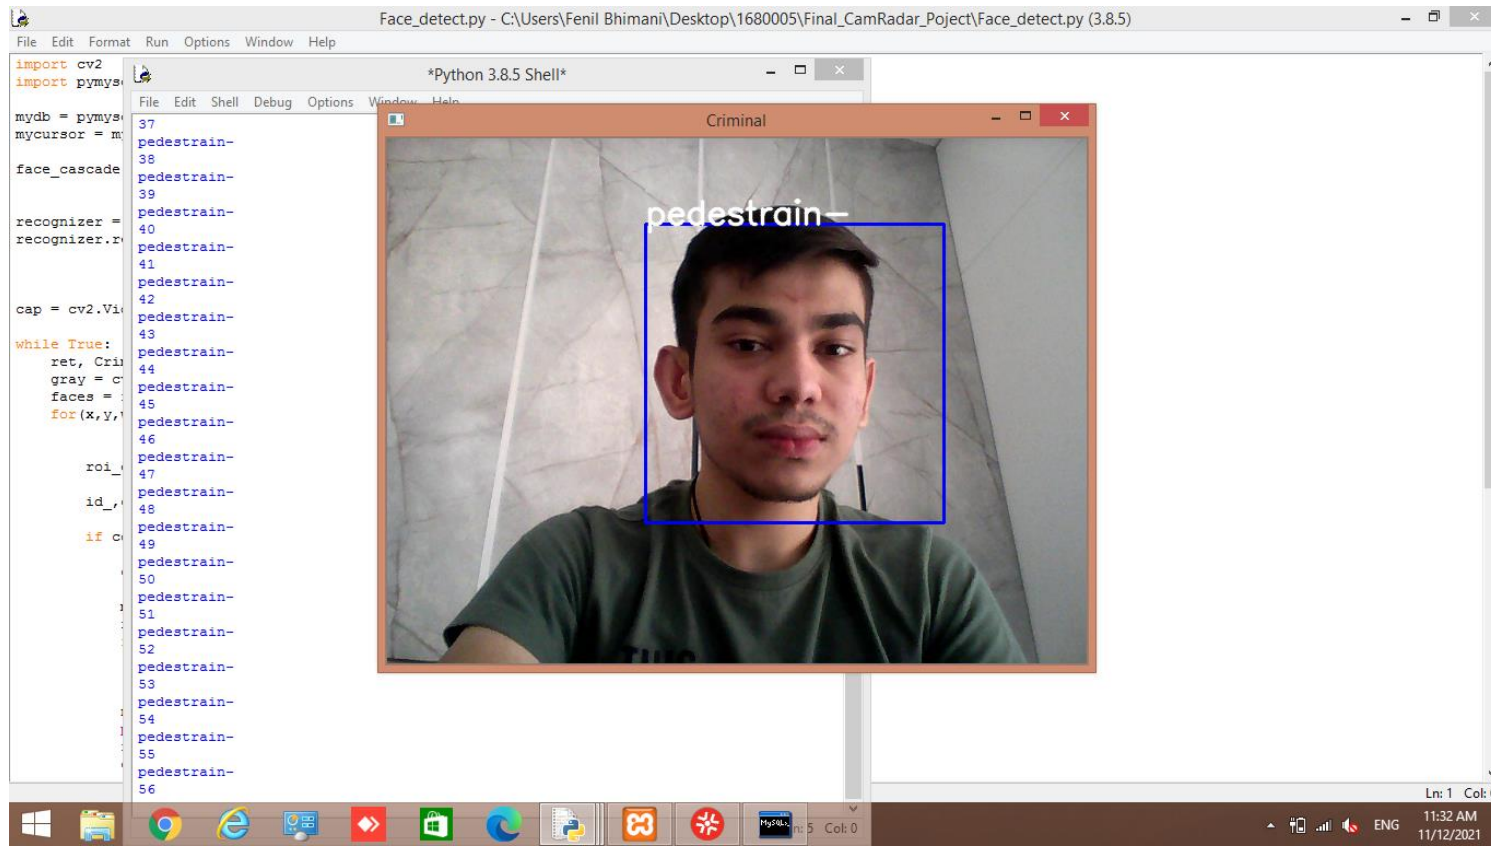 Face_detect.py - C:\Users\Fenil Bhimani\Desktop\1680005\Final_CamRadar_Poject\Face_detect.py (3.8.5)
File Edit Format Run Options Window Help
import cv2
import pymys
mydb = pymys
mycursor = m
face_cascade
recognizer =
recognizer.r
cap = cv2.Vi
while True:
ret, Cri
gray = c
faces =
for(x,y,
roi_
id_,
if c
*Python 3.8.5 Shell*
File Edit Shell Debug Options Window Help
37
pedestrain-
38
pedestrain-
39
pedestrain-
40
pedestrain-
41
pedestrain-
42
pedestrain-
43
pedestrain-
44
pedestrain-
45
pedestrain-
46
pedestrain-
47
pedestrain-
48
pedestrain-
49
pedestrain-
50
pedestrain-
51
pedestrain-
52
pedestrain-
53
pedestrain-
54
pedestrain-
55
pedestrain-
56
Criminal
pedestrain-
THIS
Ln: 1 Col:
MySQL
n: 5 Col: 0
ENG
11:32 AM
11/12/2021